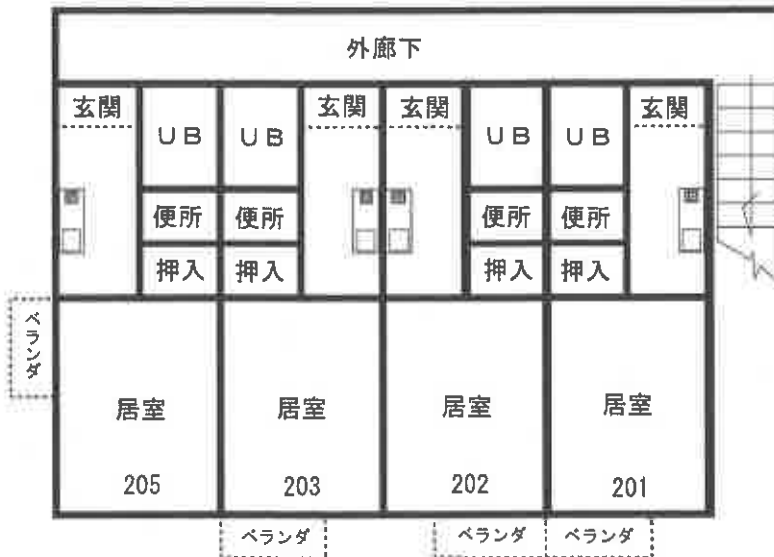 外廊下
玄関 UB UB 玄関 玄関 UB UB 玄関
便所 便所 便所 便所
押入 押入 押入 押入
ベランダ
居室 居室 居室 居室
205 203 202 201
ベランダ ベランダ ベランダ